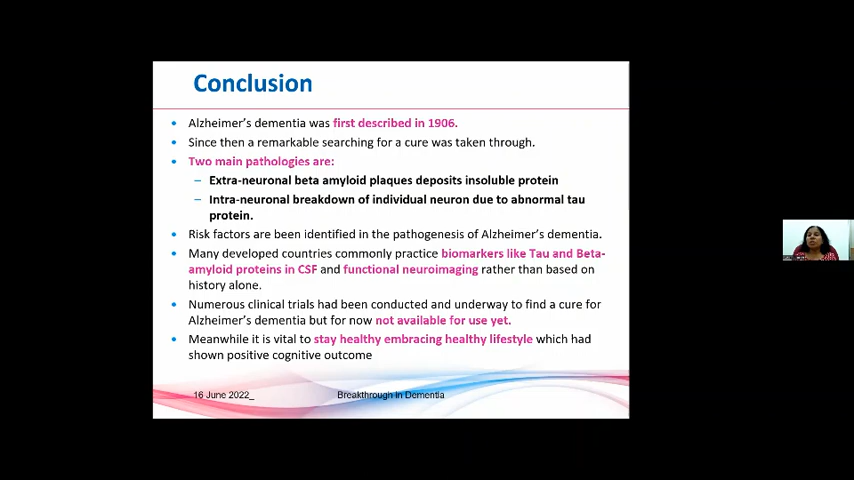 Conclusion
• Alzheimer's dementia was first described in 1906.
• Since then a remarkable searching for a cure was taken through.
• Two main pathologies are:
– Extra-neuronal beta amyloid plaques deposits insoluble protein
– Intra-neuronal breakdown of individual neuron due to abnormal tau
protein.
• Risk factors are been identified in the pathogenesis of Alzheimer's dementia.
• Many developed countries commonly practice biomarkers like Tau and Beta-
amyloid proteins in CSF and functional neuroimaging rather than based on
history alone.
• Numerous clinical trials had been conducted and underway to find a cure for
Alzheimer's dementia but for now not available for use yet.
• Meanwhile it is vital to stay healthy embracing healthy lifestyle which had
shown positive cognitive outcome
16 June 2022_ Breakthrough In Dementia